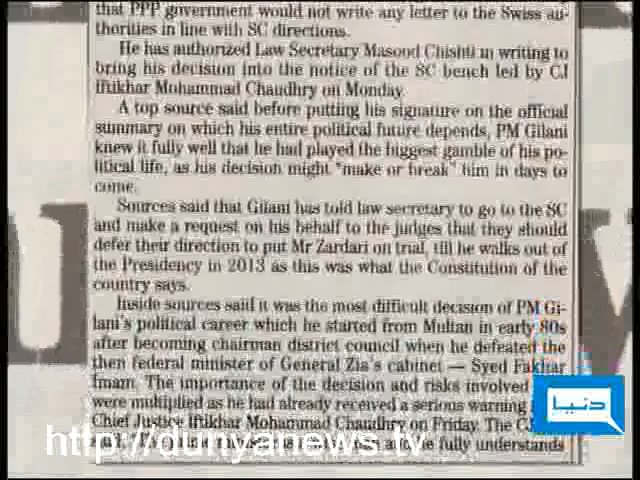 that PPP government would not write any letter to the Swiss au-
thorities in line with SC directions.
He has authorized Law Secretary Masood Chishti in writing to
bring his decision into the notice of the SC bench led by CJ
Iftikhar Mohammad Chaudhry on Monday.
A top source said before putting his signature on the official
summary on which his entire political future depends, PM Gilani
knew it fully well that he had played the biggest gamble of his po-
litical life, as his decision might "make or break" him in days to
come.
Sources said that Gilani has told law secretary to go to the SC
and make a request on his behalf to the judges that they should
defer their direction to put Mr Zardari on trial, till he walks out of
the Presidency in 2013 as this was what the Constitution of the
country says.
Inside sources said it was the most difficult decision of PM Gi-
lani's political career which he started from Multan in early 80s
after becoming chairman district council when he defeated the
then federal minister of General Zia's cabinet — Syed Fakhar
Imam. The importance of the decision and risks involved
were multiplied as he had already received a serious warning
Chief Justice Iftikhar Mohammad Chaudhry on Friday. The
fully understands
دنیا
http://dunyanews.tv